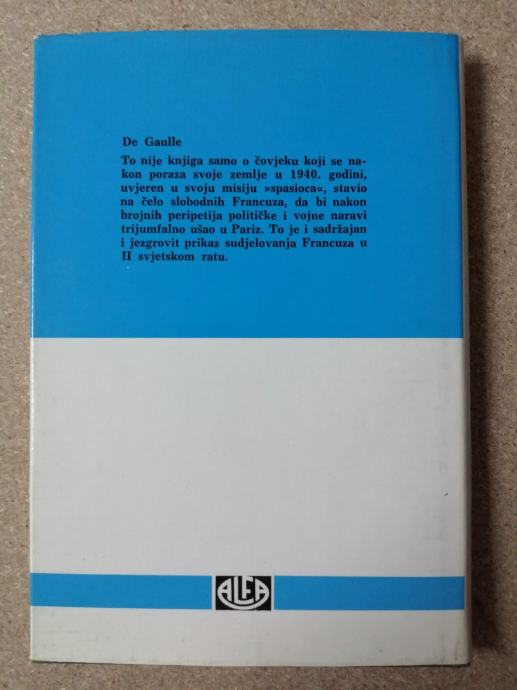 De Gaulle
To nije knjiga samo o čovjeku koji se na-
kon poraza svoje zemlje u 1940. godini,
uvjeren u svoju misiju »spasioca«, stavio
na čelo slobodnih Francuza, da bi nakon
brojnih peripetija političke i vojne naravi
trijumfalno ušao u Pariz. To je i sadržajan
i jezgrovit prikaz sudjelovanja Francuza u
II svjetskom ratu.
ALFA